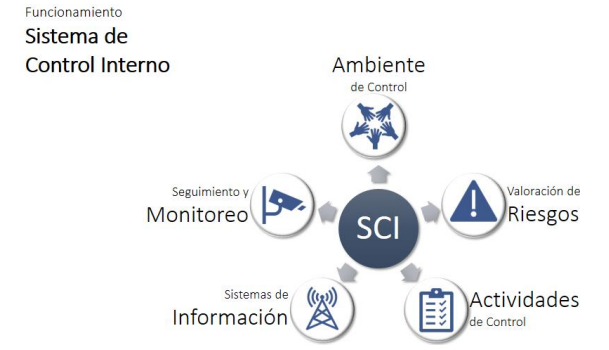 Funcionamiento
Sistema de
Control Interno
Ambiente
de Control
Seguimiento y
Monitoreo
Valoración de
Riesgos
SCI
Sistemas de
Información
Actividades
de Control